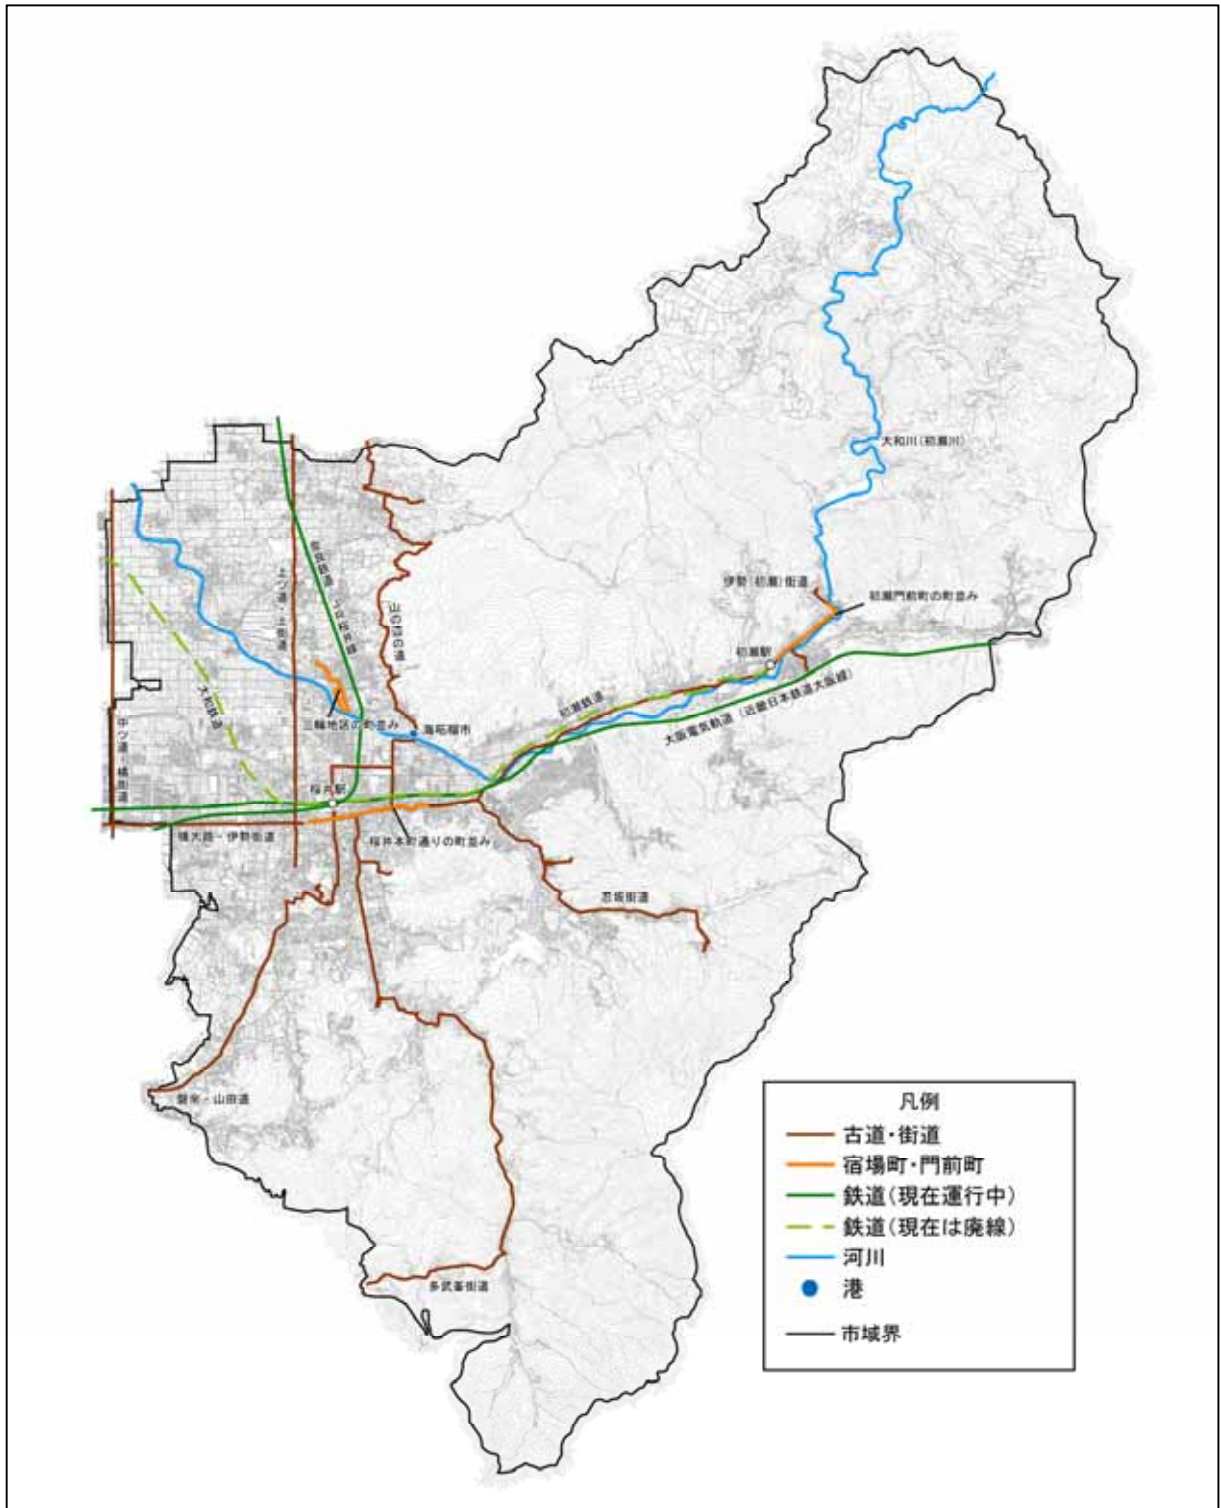 大和川(初瀬川)
伊勢(初瀬)街道
初瀬門前町の町並み
初瀬駅
初瀬鉄道
大阪電気軌道(近畿日本鉄道大阪線)
奈良鉄道
上ツ道・上街道
山の辺の道
大和鉄道
三輪地区の町並み
海柘榴市
中ツ道・橘街道
桜井駅
横大路・伊勢街道
桜井本町通りの町並み
忍坂街道
磐余・山田道
多武峯街道
凡例
古道・街道
宿場町・門前町
鉄道(現在運行中)
鉄道(現在は廃線)
河川
港
市域界